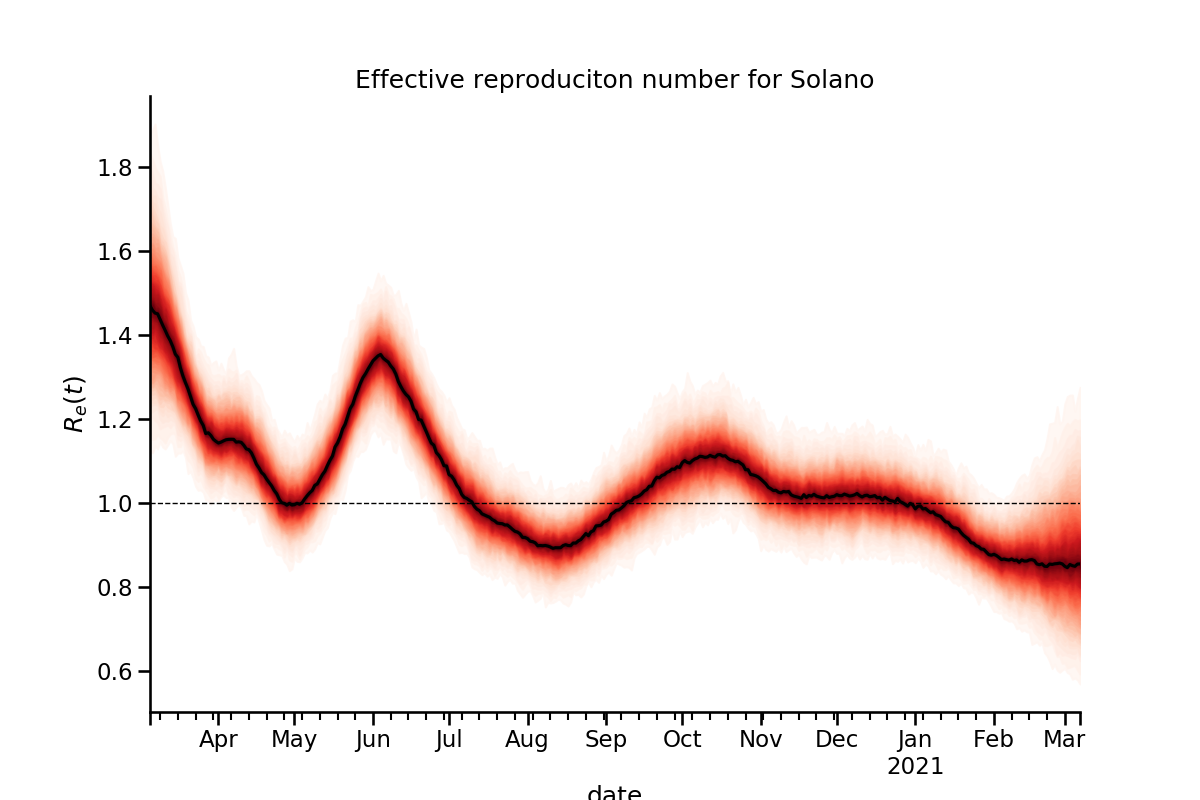 Effective reproduciton number for Solano
1.8
1.6
1.4
1.2
1.0
0.8
0.6
R_e(t)
Apr May Jun Jul Aug Sep Oct Nov Dec Jan Feb Mar
2021
date